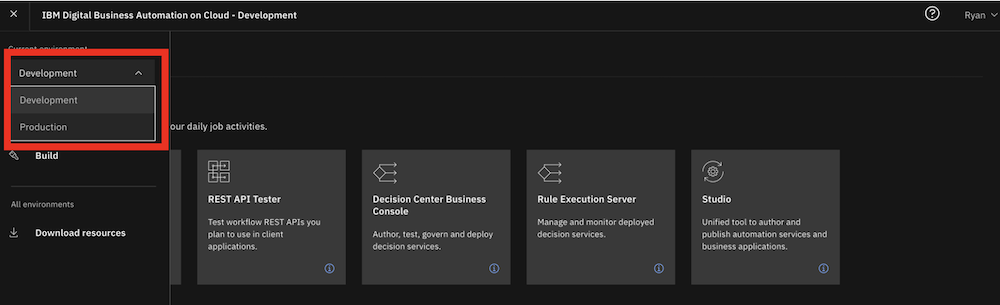 IBM Digital Business Automation on Cloud - Development
Ryan
Current environment
Development
Development
Production
Build
All environments
Download resources
our daily job activities.
REST API Tester
Test workflow REST APIs you
plan to use in client
applications.
Decision Center Business
Console
Author, test, govern and deploy
decision services.
Rule Execution Server
Manage and monitor deployed
decision services.
Studio
Unified tool to author and
publish automation services and
business applications.